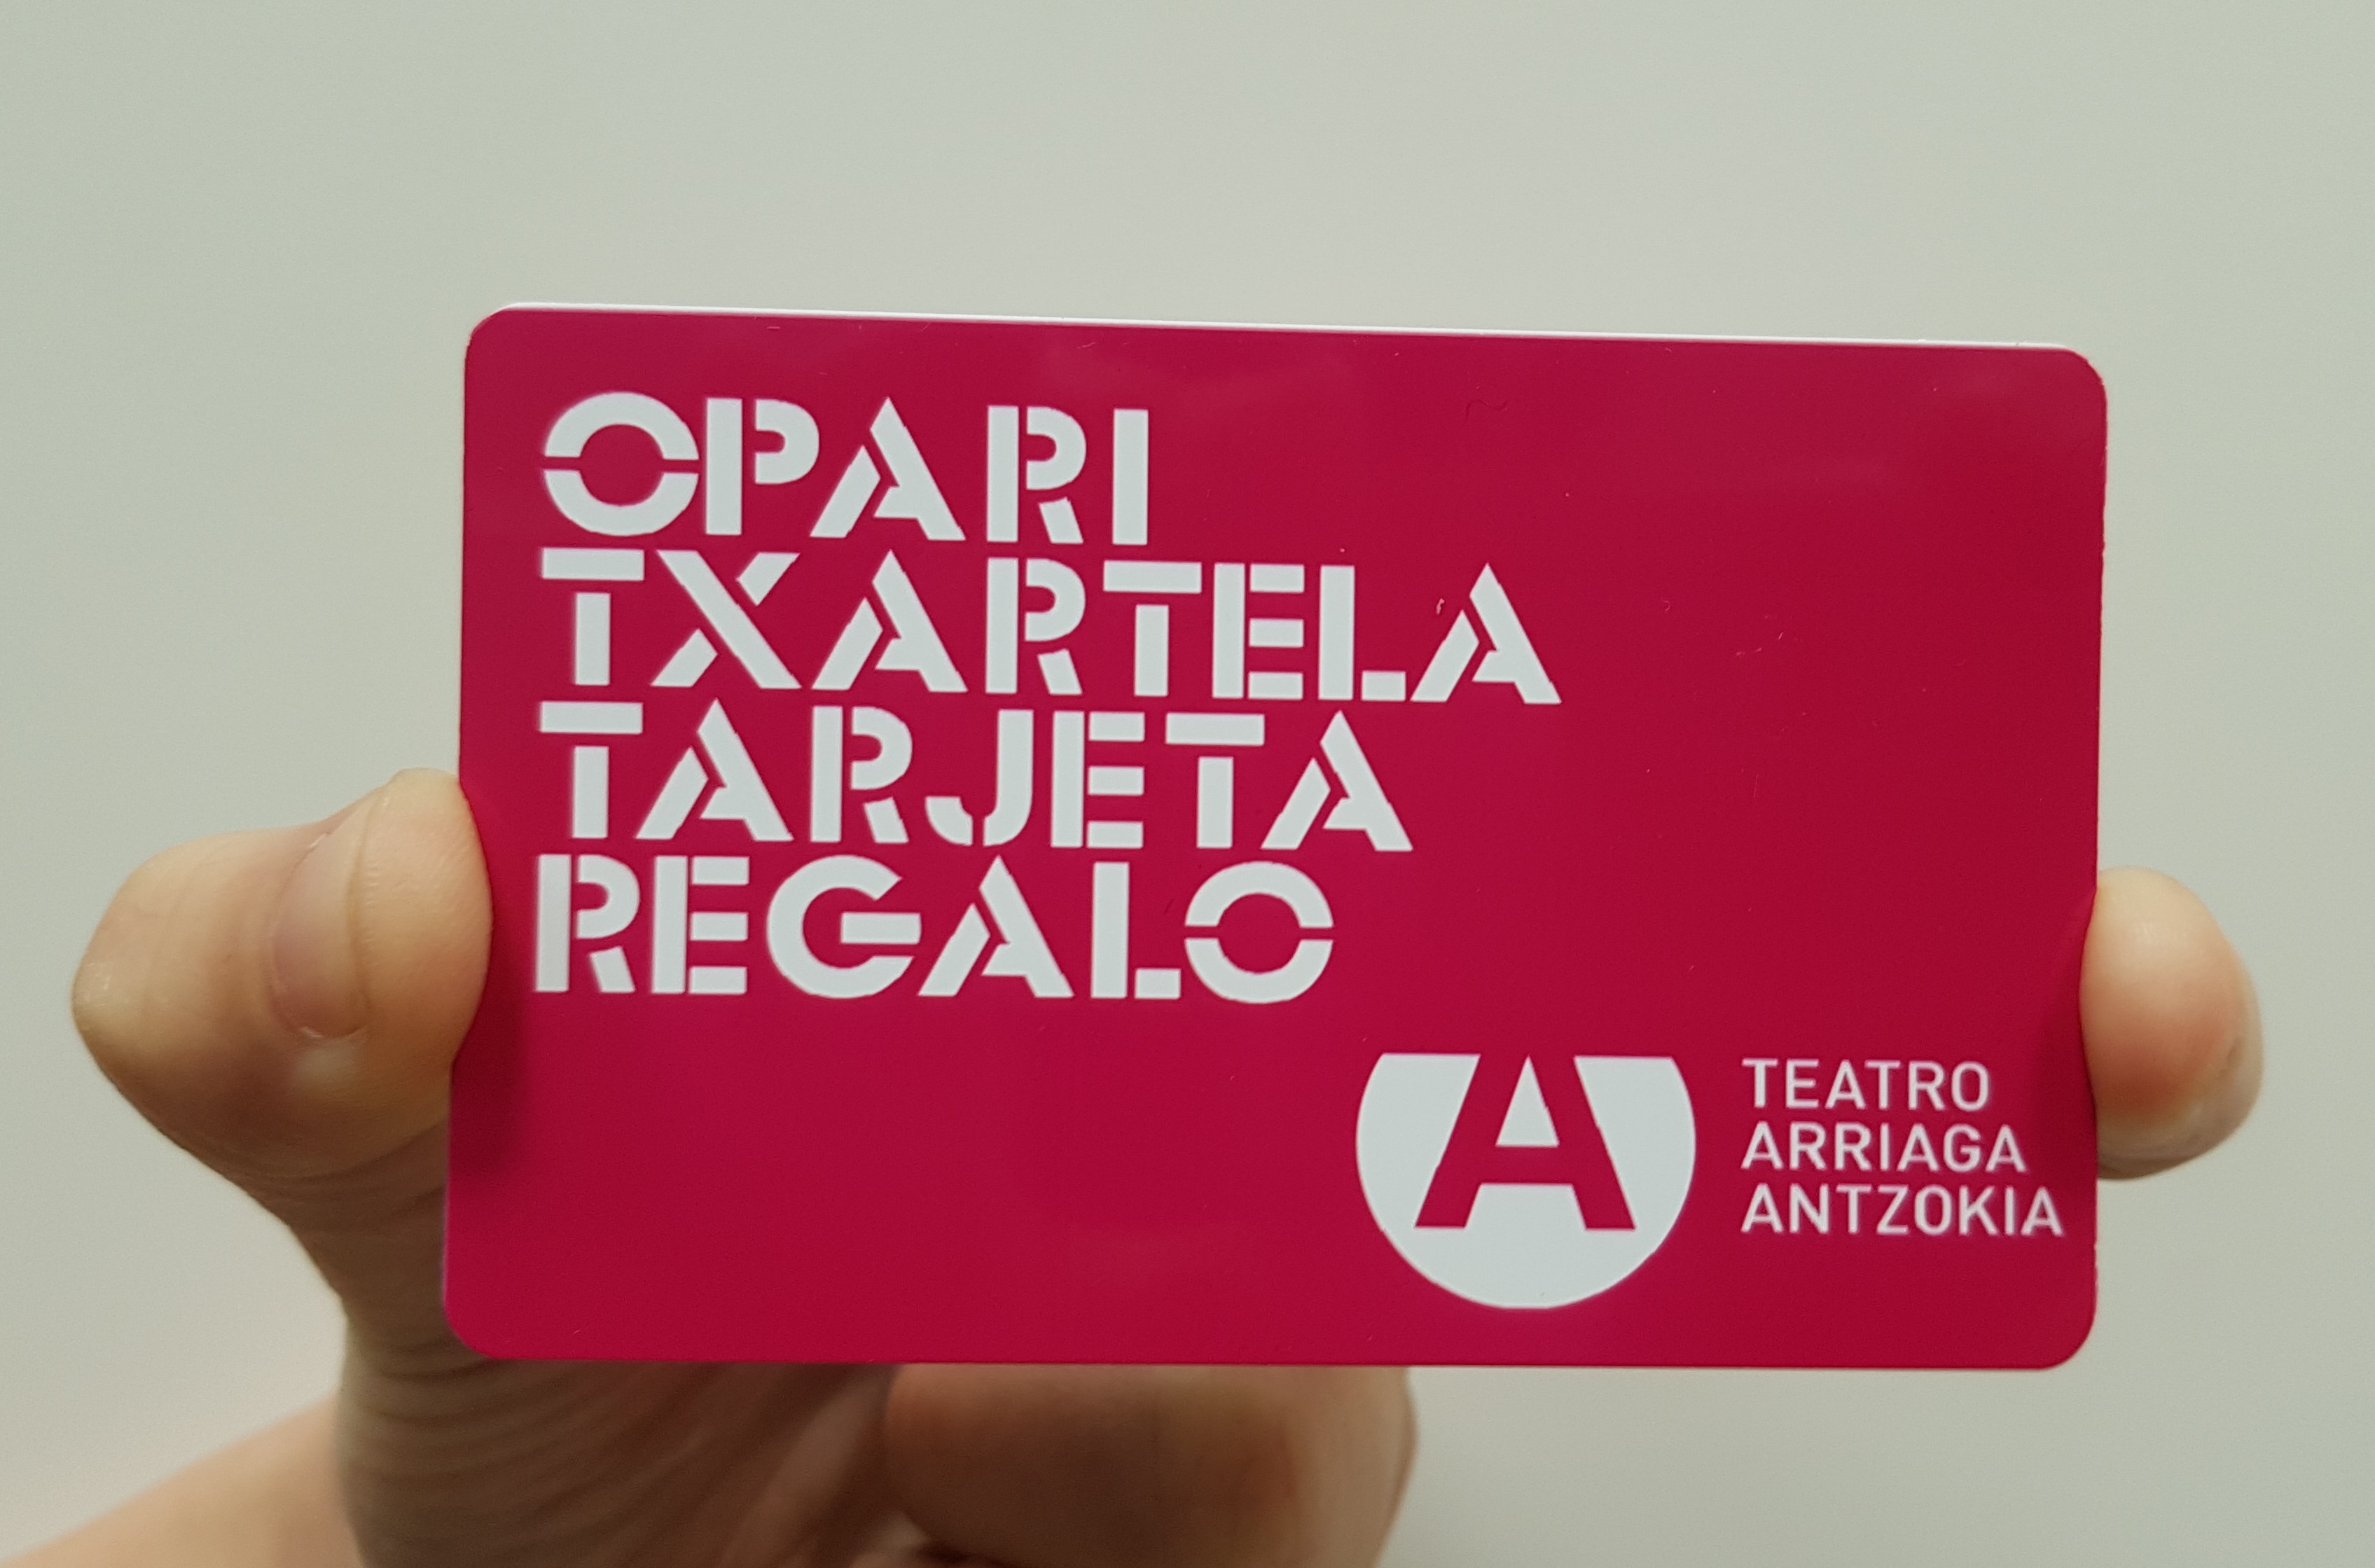 OPARI
TXARTELA
TARJETA
REGALO
A
TEATRO
ARRIAGA
ANTZOKIA